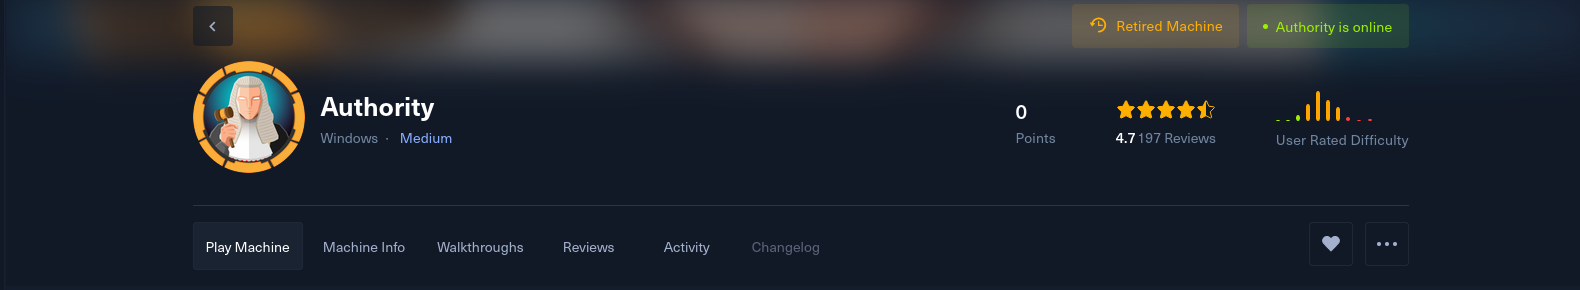 Retired Machine
Authority is online
Authority
Windows · Medium
0
Points
4.7 197 Reviews
User Rated Difficulty
Play Machine
Machine Info
Walkthroughs
Reviews
Activity
Changelog